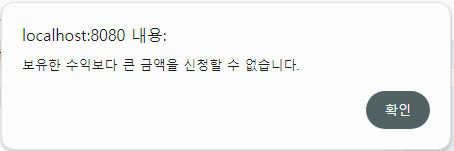 localhost:8080 내용:
보유한 수익보다 큰 금액을 신청할 수 없습니다.
확인